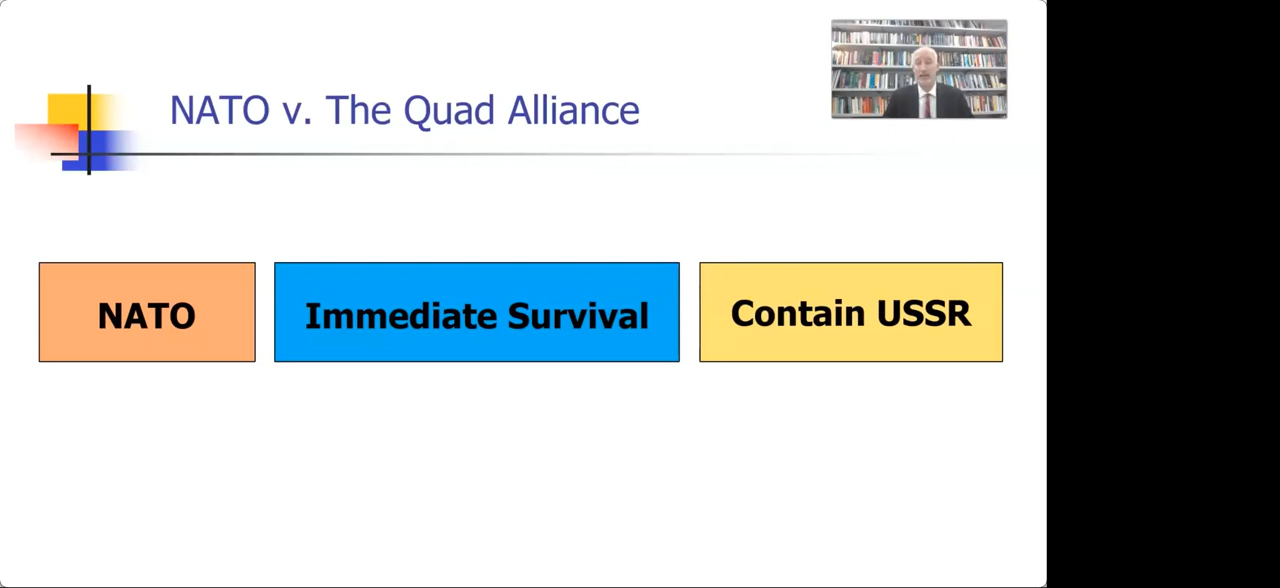 NATO v. The Quad Alliance
NATO
Immediate Survival
Contain USSR